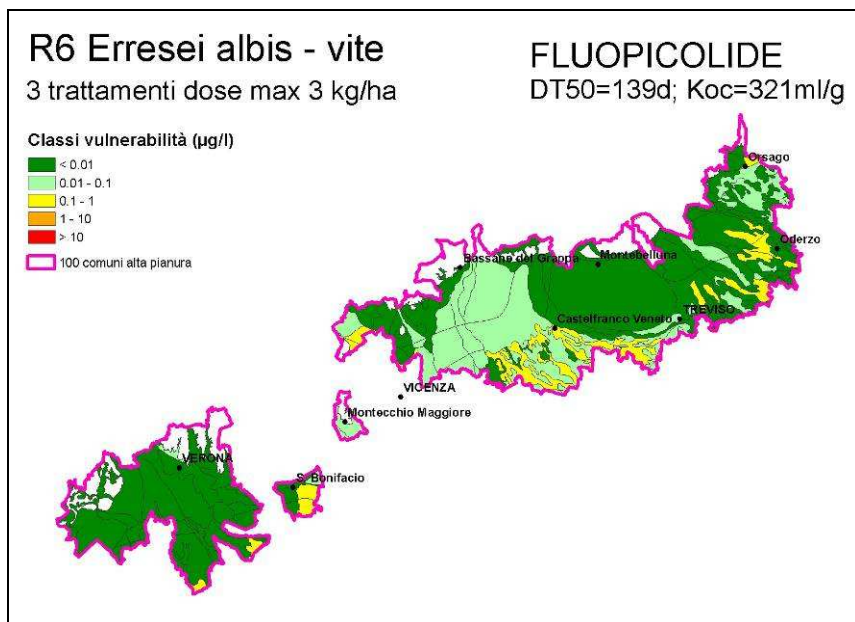 R6 Erresei albis - vite
3 trattamenti dose max 3 kg/ha
FLUOPICOLIDE
DT50=139d; Koc=321ml/g
Classi vulnerabilità (µg/l)
< 0.01
0.01 - 0.1
0.1 - 1
1 - 10
> 10
100 comuni alta pianura
Orsago
Oderzo
Bassano del Grappa
Montebelluna
Castelfranco Veneto
TREVISO
VICENZA
Montecchio Maggiore
VERONA
S. Bonifacio